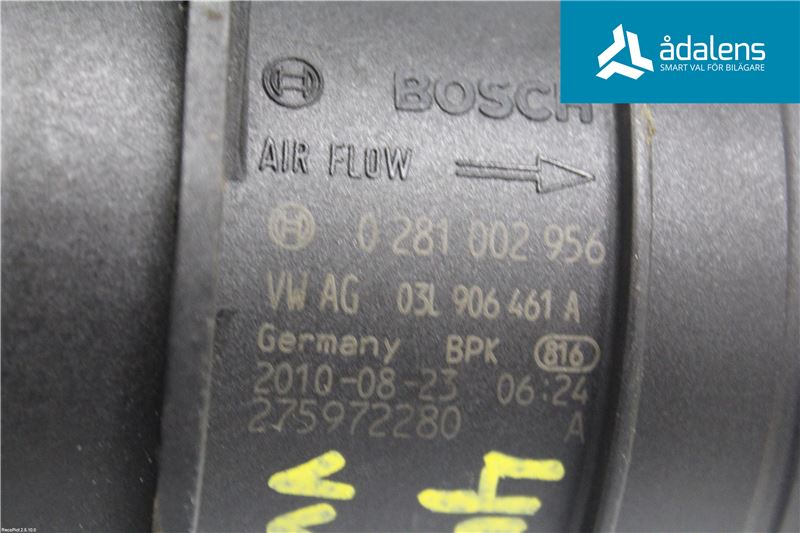 ådalens
SMART VAL FÖR BILÄGARE
BOSCH
AIR FLOW
0 281 002 956
VW AG 03L 906 461 A
Germany BPK 816
2010-08-23 06:24
275972280 A